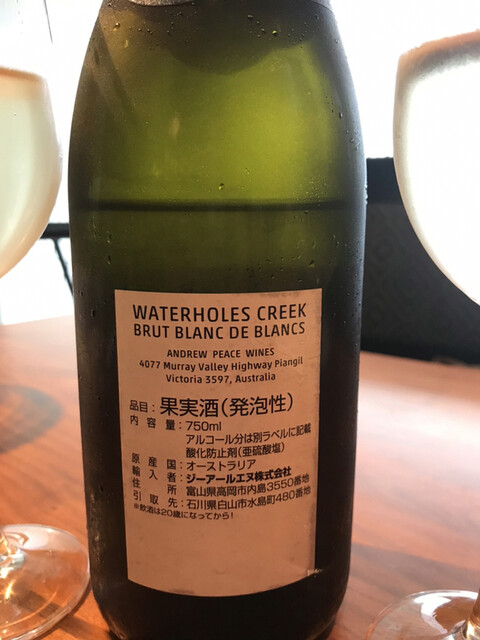 WATERHOLES CREEK
BRUT BLANC DE BLANCS
ANDREW PEACE WINES
4077 Murray Valley Highway Piangil
Victoria 3597, Australia
品目：果実酒（発泡性）
内容量：750ml
アルコール分は別ラベルに記載
酸化防止剤（亜硫酸塩）
原産国：オーストラリア
輸入者：ジーアールエヌ株式会社
住所：富山県高岡市内島3550番地
引取先：石川県白山市水島町480番地
※飲酒は20歳になってから！